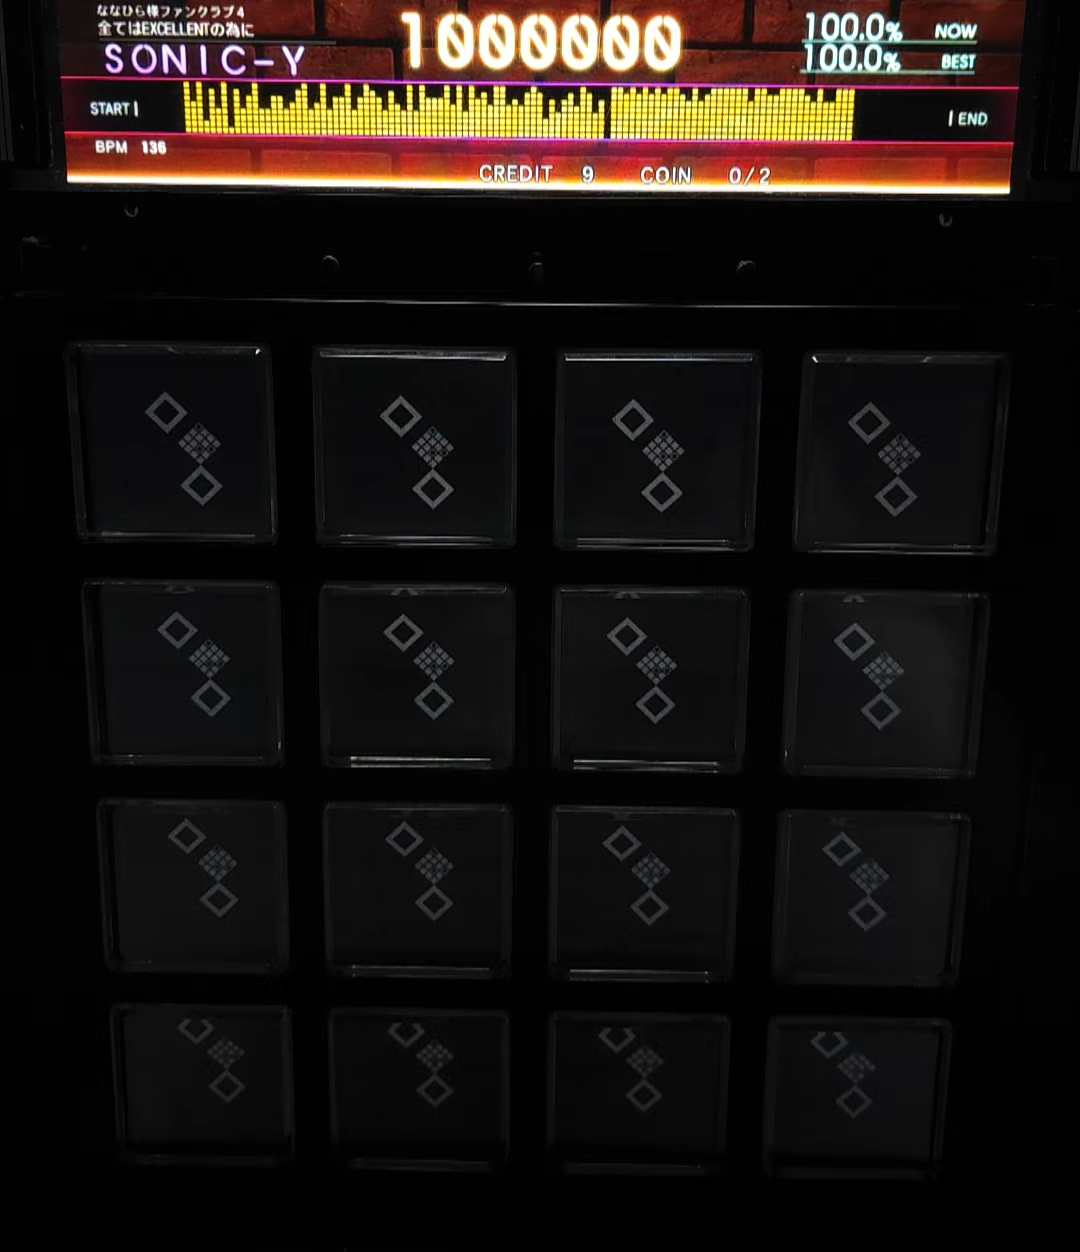 ななひら様ファンクラブ4
全てはEXCELLENTの為に
SONIC-Y
1000000
100.0% NOW
100.0% BEST
START |
| END
BPM 136
CREDIT 9 COIN 0/2